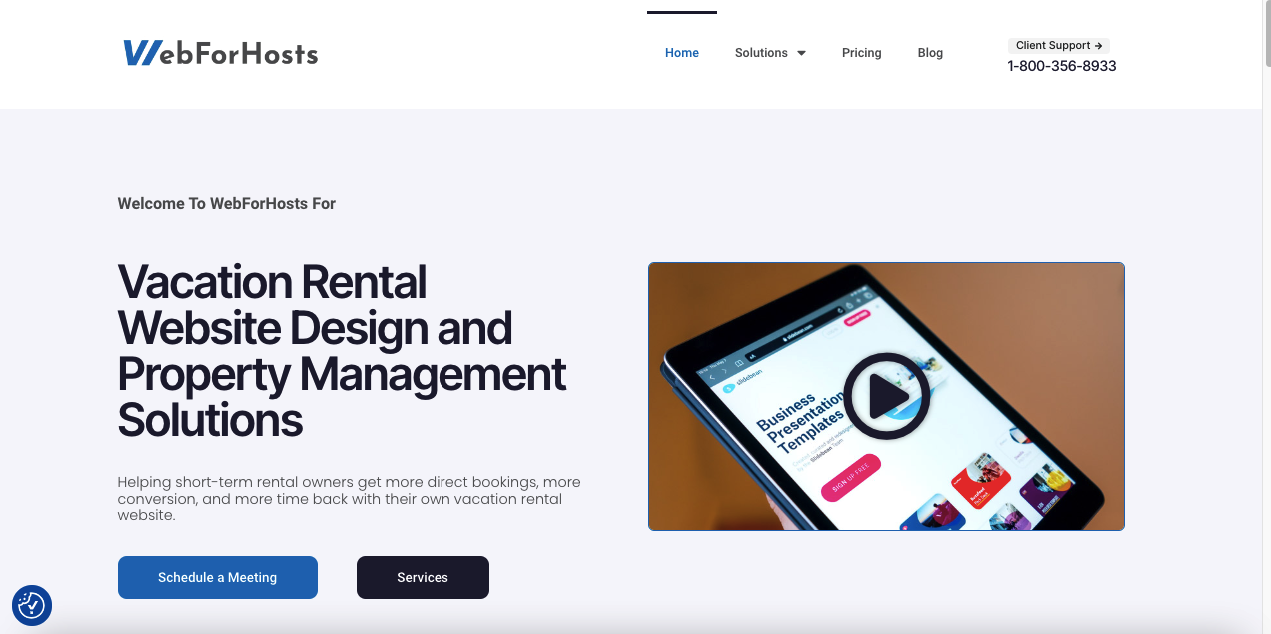 WebForHosts
Home
Solutions
Pricing
Blog
Client Support →
1-800-356-8933
Welcome To WebForHosts For
Vacation Rental
Website Design and
Property Management
Solutions
Helping short-term rental owners get more direct bookings, more
conversion, and more time back with their own vacation rental
website.
Schedule a Meeting
Services
slidebean
Business
Presentation
Templates
SIGN UP FREE